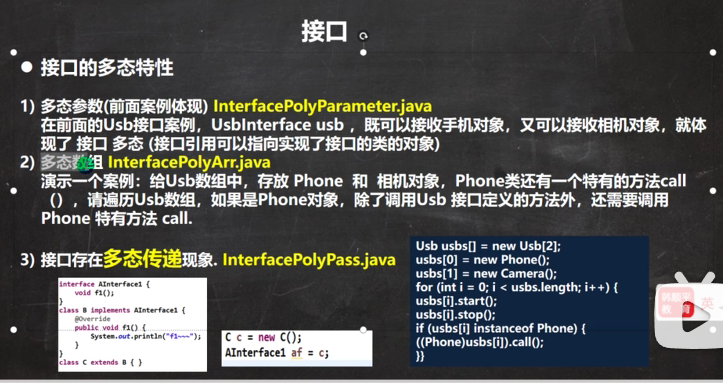 接口
● 接口的多态特性
1) 多态参数(前面案例体现) InterfacePolyParameter.java
在前面的Usb接口案例，UsbInterface usb ，既可以接收手机对象，又可以接收相机对象，就体
现了 接口 多态 (接口引用可以指向实现了接口的类的对象)
2) 多态数组 InterfacePolyArr.java
演示一个案例：给Usb数组中，存放 Phone 和 相机对象，Phone类还有一个特有的方法call
（），请遍历Usb数组，如果是Phone对象，除了调用Usb 接口定义的方法外，还需要调用
Phone 特有方法 call.
3) 接口存在多态传递现象. InterfacePolyPass.java
interface AInterface1 {
void f1();
}
class B implements AInterface1 {
@Override
public void f1() {
System.out.println("f1~~~");
}
}
class C extends B { }
C c = new C();
AInterface1 af = c;
Usb usbs[] = new Usb[2];
usbs[0] = new Phone();
usbs[1] = new Camera();
for (int i = 0; i < usbs.length; i++) {
usbs[i].start();
usbs[i].stop();
if (usbs[i] instanceof Phone) {
((Phone)usbs[i]).call();
}}
韩顺平
教育
英